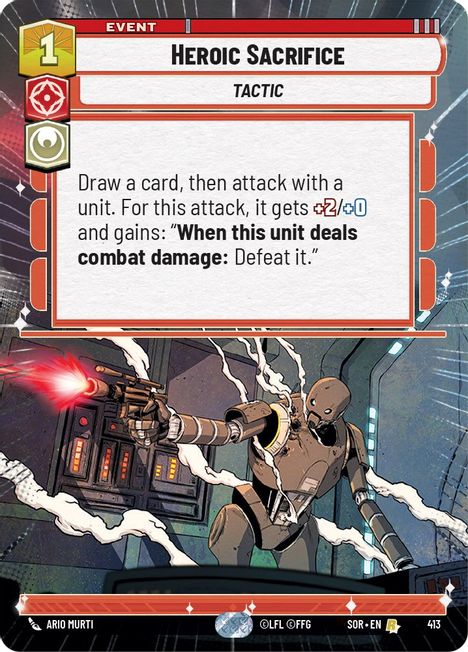 EVENT
1
HEROIC SACRIFICE
TACTIC
Draw a card, then attack with a
unit. For this attack, it gets +2/+0
and gains: “When this unit deals
combat damage: Defeat it.”
ARIO MURTI
©LFL ©FFG
SOR • EN R 413